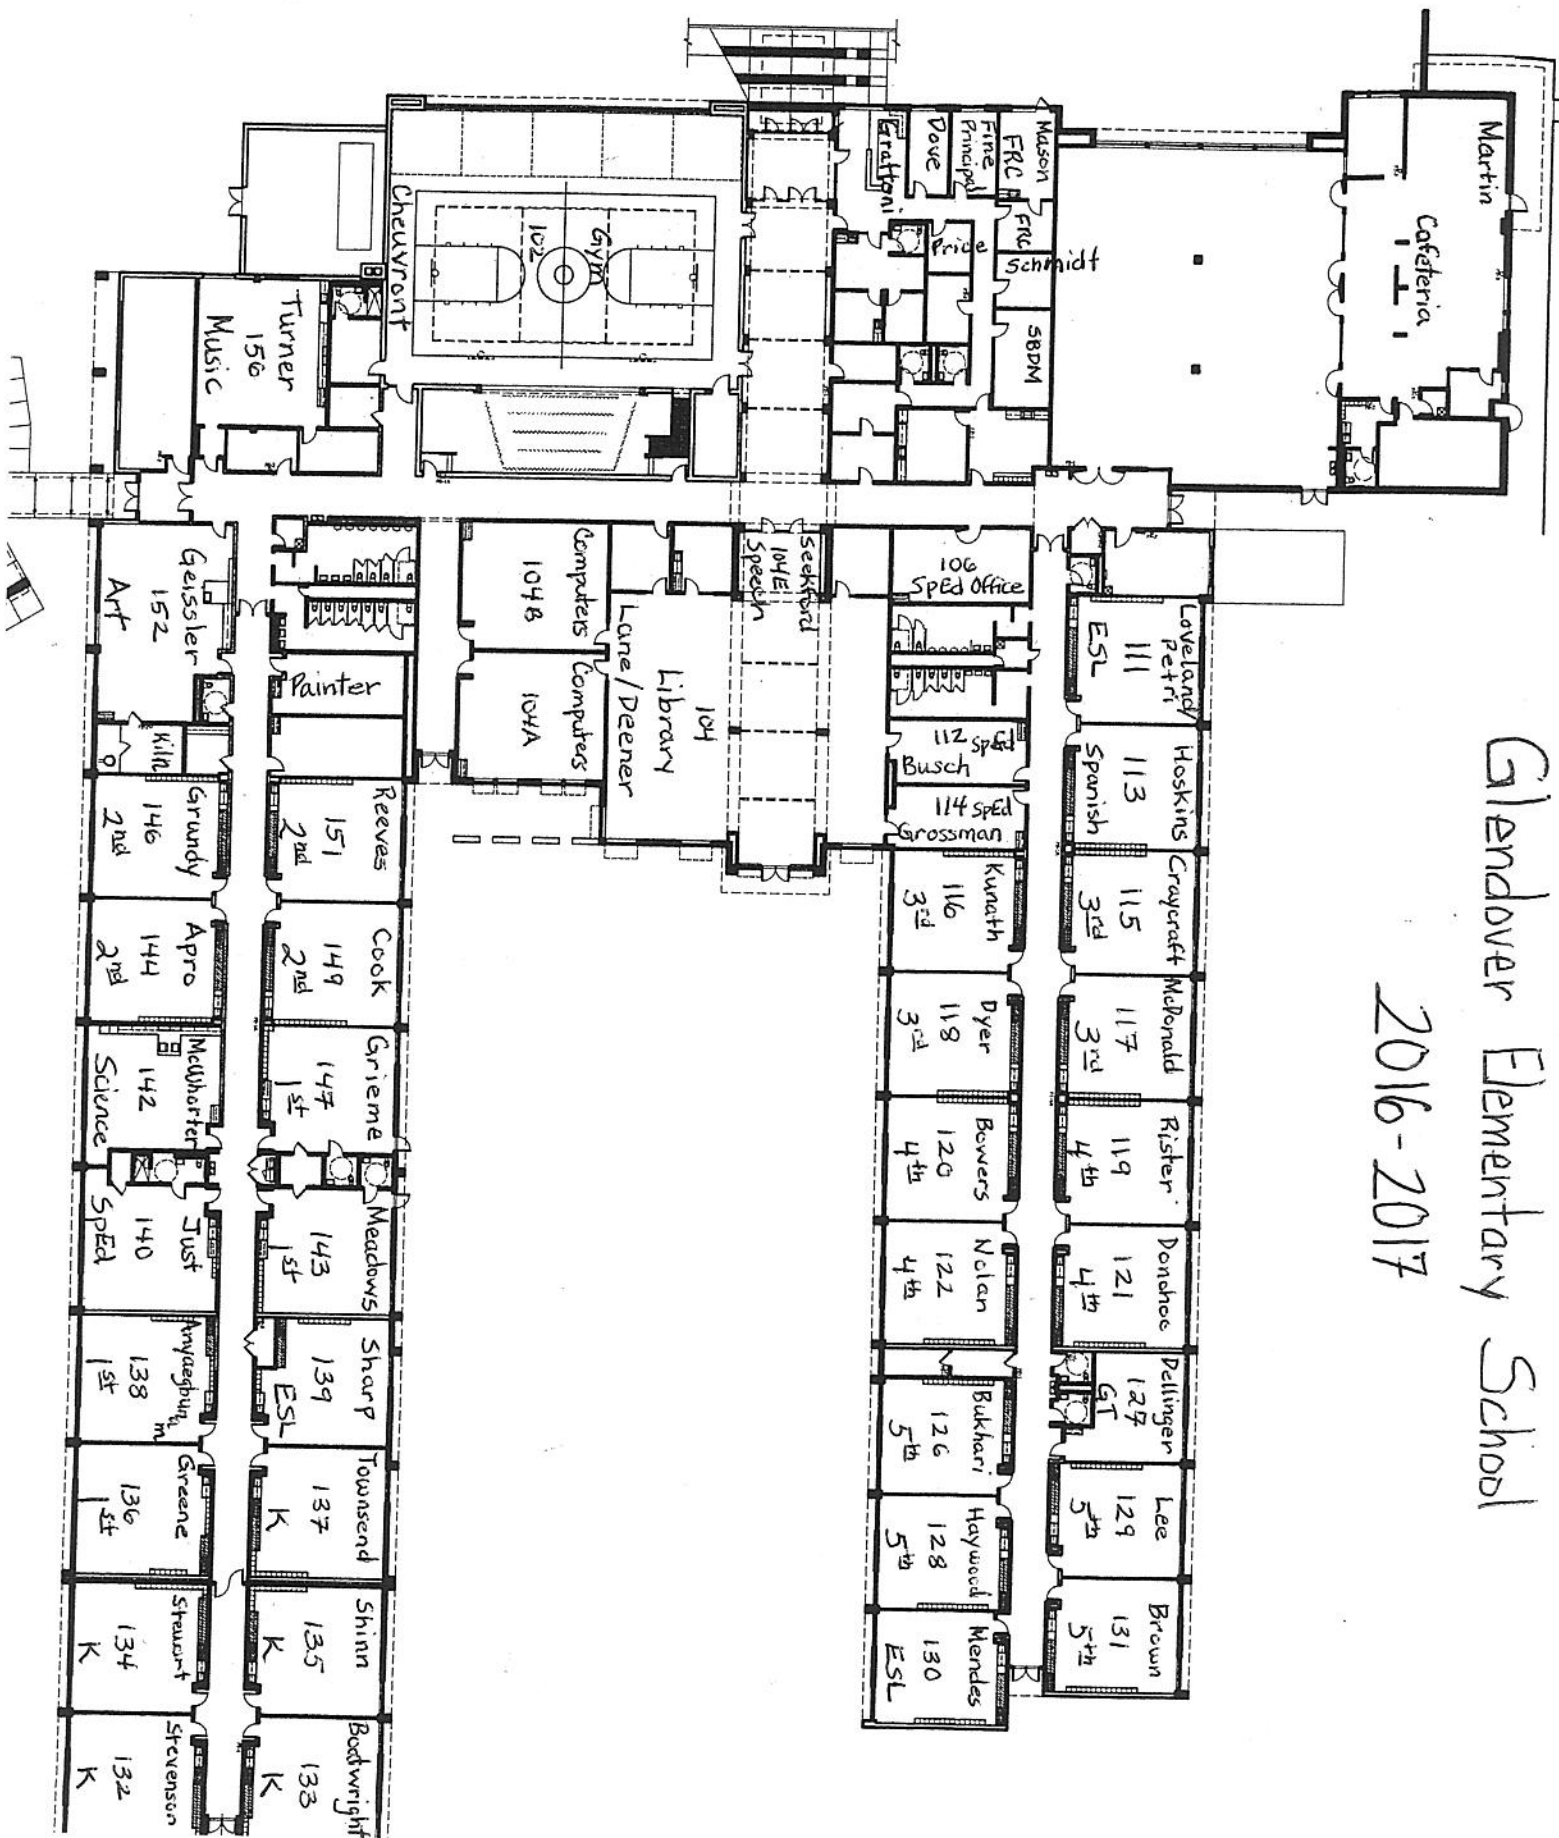 Glendover Elementary School
2016-2017
Martin
Cafeteria
Mason
FRC
Fine
Principal
Dove
Grattoni
FRC
Price
Schmidt
SBDM
Gym
102
Cheuvront
Turner
156
Music
Seekford
104E
Speech
106
SpEd Office
Computers
104B
Computers
104A
104
Library
Lane/Deener
Geissler
152
Art
Kiln
Painter
Loveland/
Petri
111
ESL
Hoskins
113
Spanish
112 SpEd
Busch
114 SpEd
Grossman
Craycraft
115
3rd
Kunath
116
3rd
McDonald
117
3rd
Dyer
118
3rd
Rister
119
4th
Bowers
120
4th
Donohoe
121
4th
Nolan
122
4th
Dellinger
127
GT
Bukhari
126
5th
Lee
129
5th
Haywood
128
5th
Brown
131
5th
Mendes
130
ESL
Reeves
151
2nd
Grundy
146
2nd
Cook
149
2nd
Apro
144
2nd
Grieme
147
1st
McWhorter
142
Science
Meadows
143
1st
Just
140
SpEd
Sharp
139
ESL
138
1st
Townsend
137
K
Greene
136
1st
Shinn
135
K
Stewart
134
K
Boatwright
133
K
Stevenson
132
K